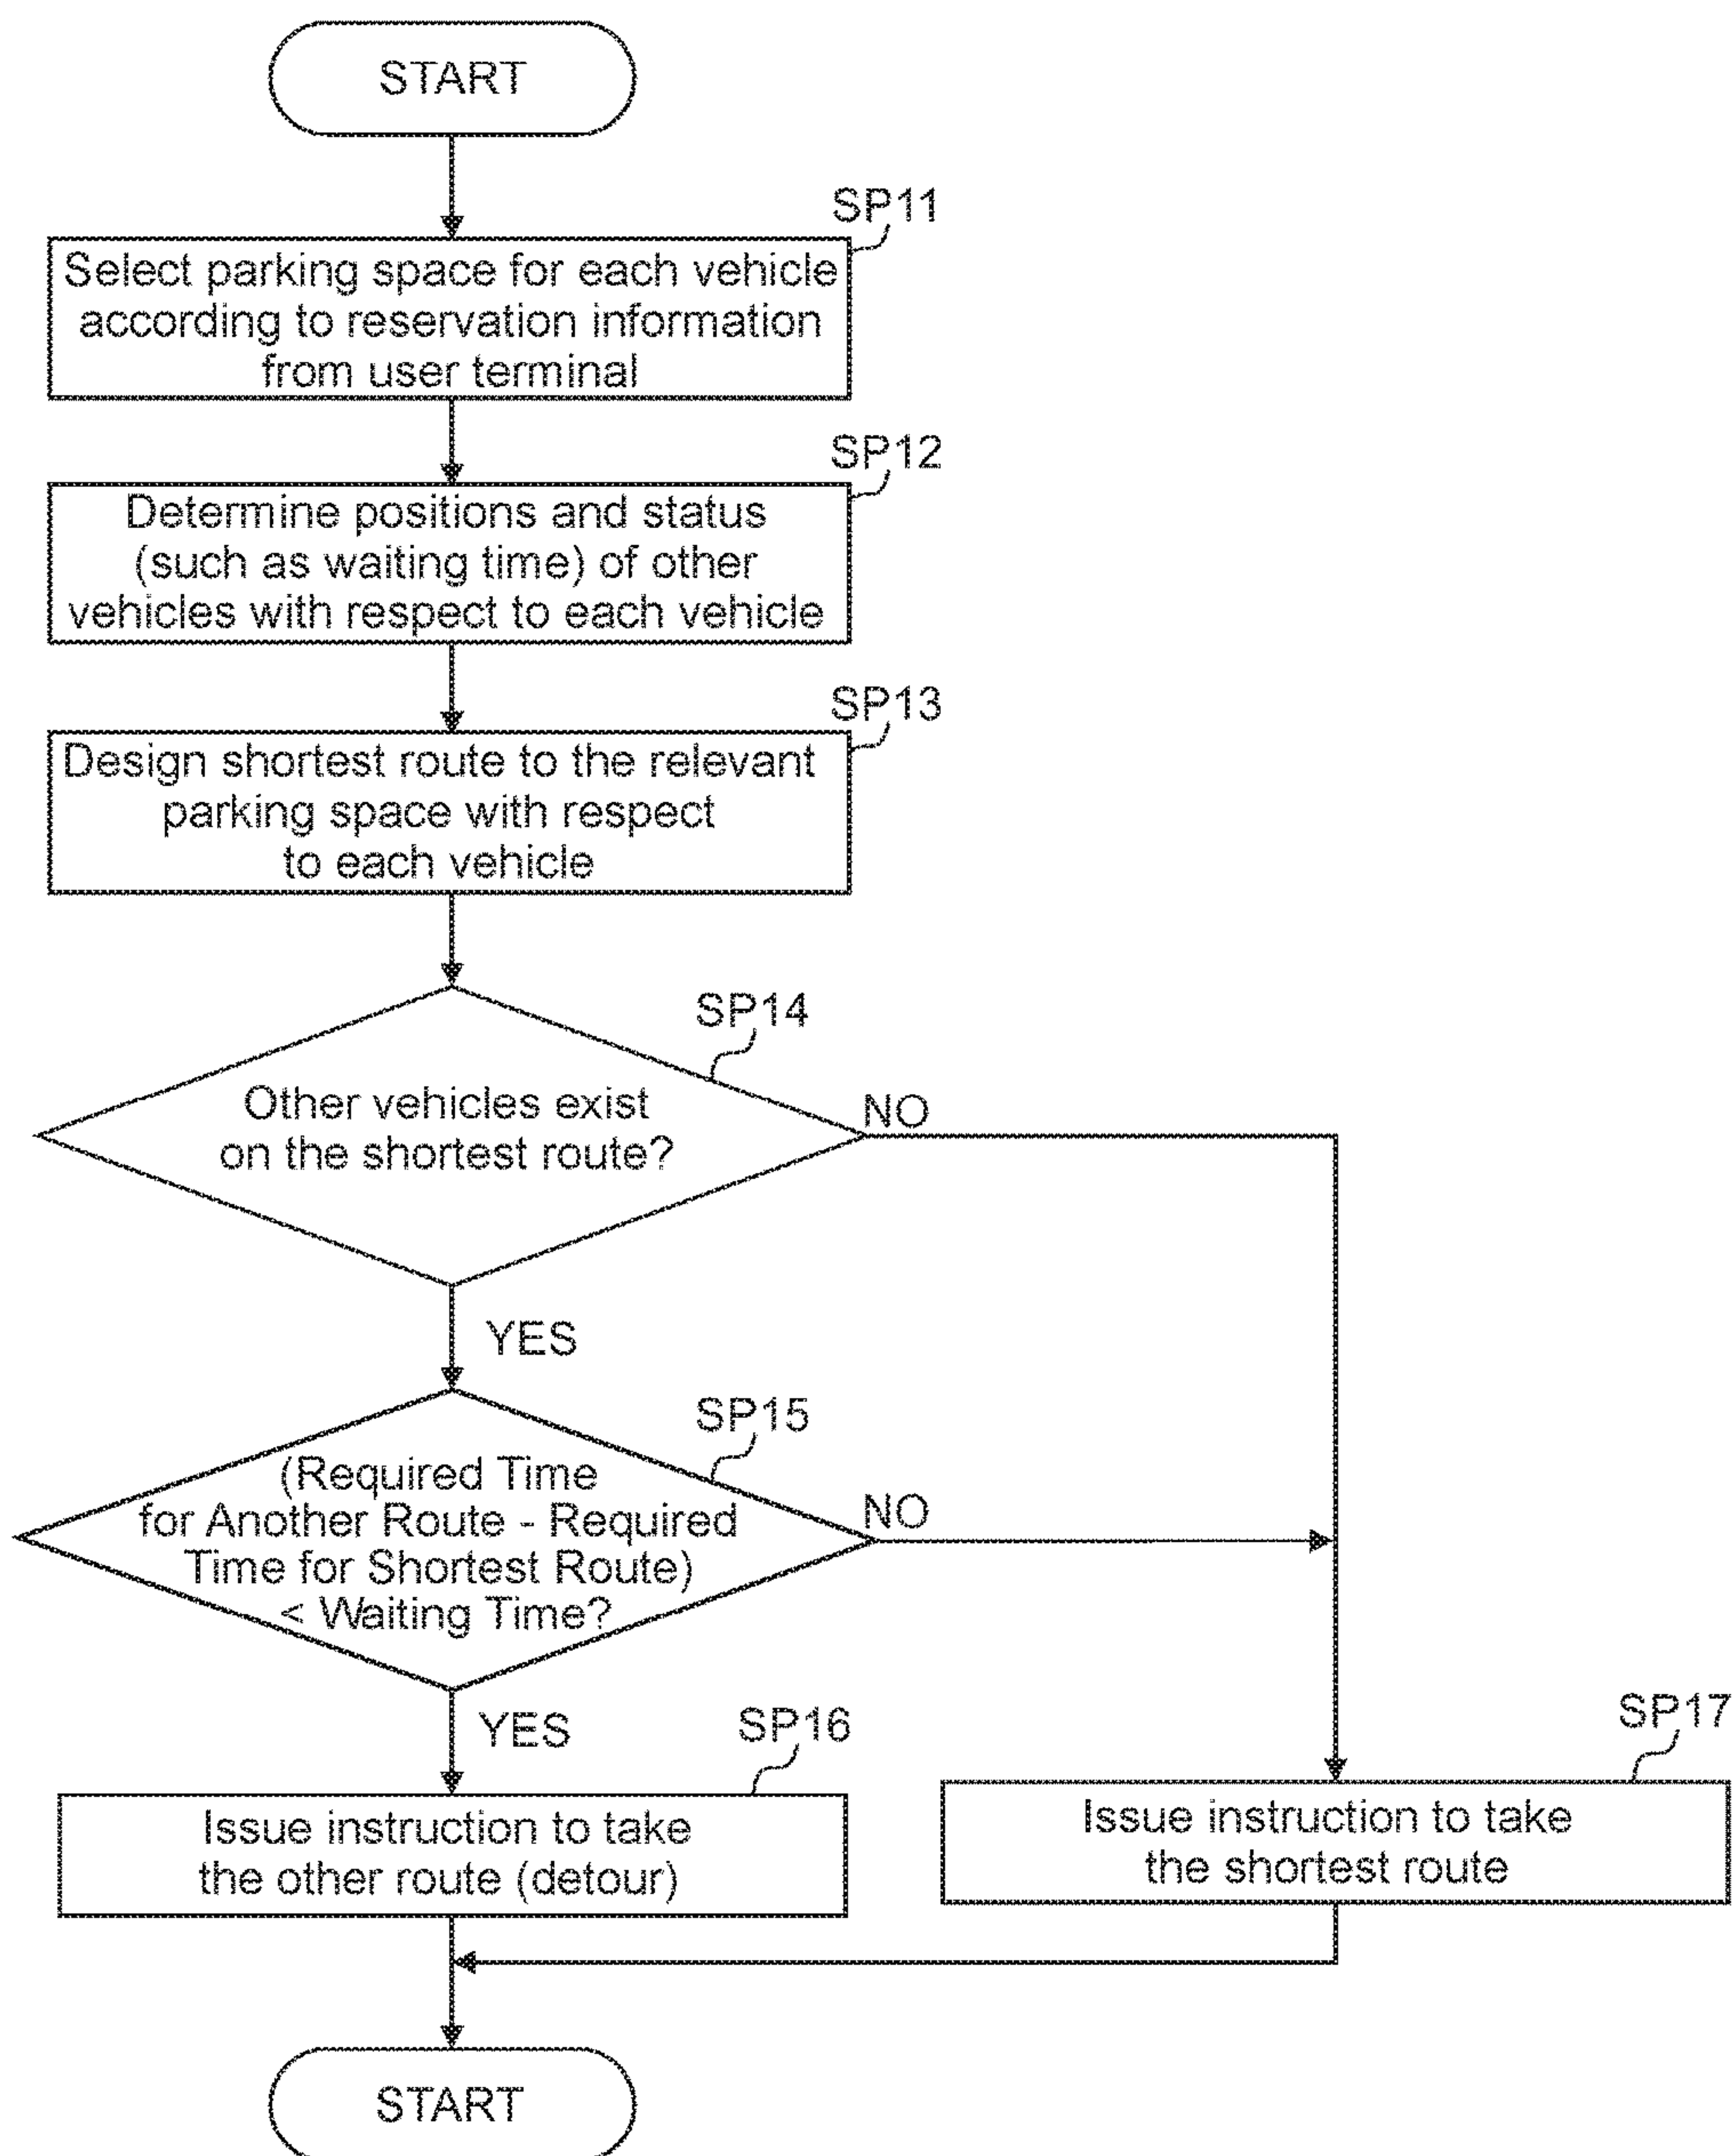 START
SP11
Select parking space for each vehicle
according to reservation information
from user terminal
SP12
Determine positions and status
(such as waiting time) of other
vehicles with respect to each vehicle
SP13
Design shortest route to the relevant
parking space with respect
to each vehicle
SP14
Other vehicles exist
on the shortest route?
NO
YES
SP15
(Required Time
for Another Route - Required
Time for Shortest Route)
< Waiting Time?
NO
YES
SP16
Issue instruction to take
the other route (detour)
SP17
Issue instruction to take
the shortest route
START